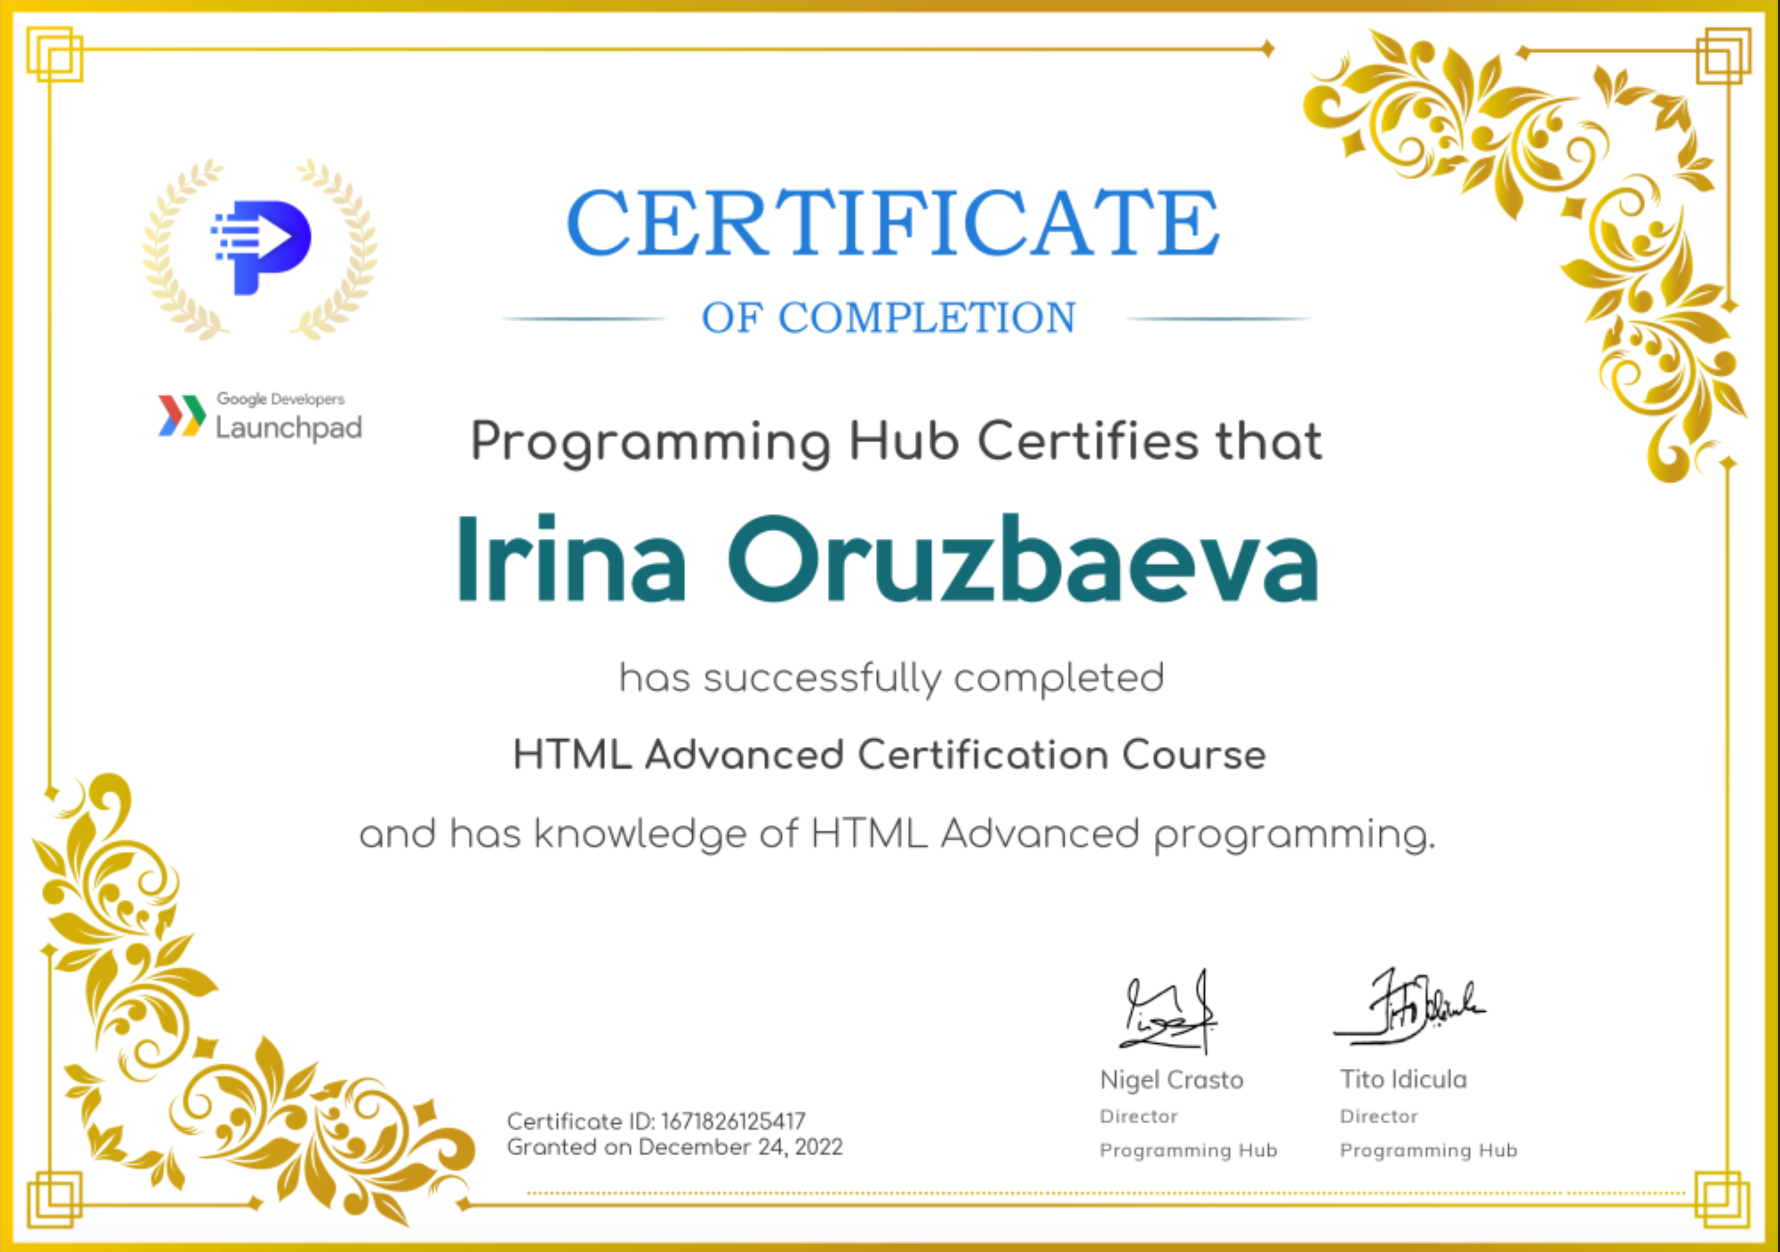 CERTIFICATE
OF COMPLETION
Google Developers
Launchpad
Programming Hub Certifies that
Irina Oruzbaeva
has successfully completed
HTML Advanced Certification Course
and has knowledge of HTML Advanced programming.
Nigel Crasto
Director
Programming Hub
Tito Idicula
Director
Programming Hub
Certificate ID: 1671826125417
Granted on December 24, 2022